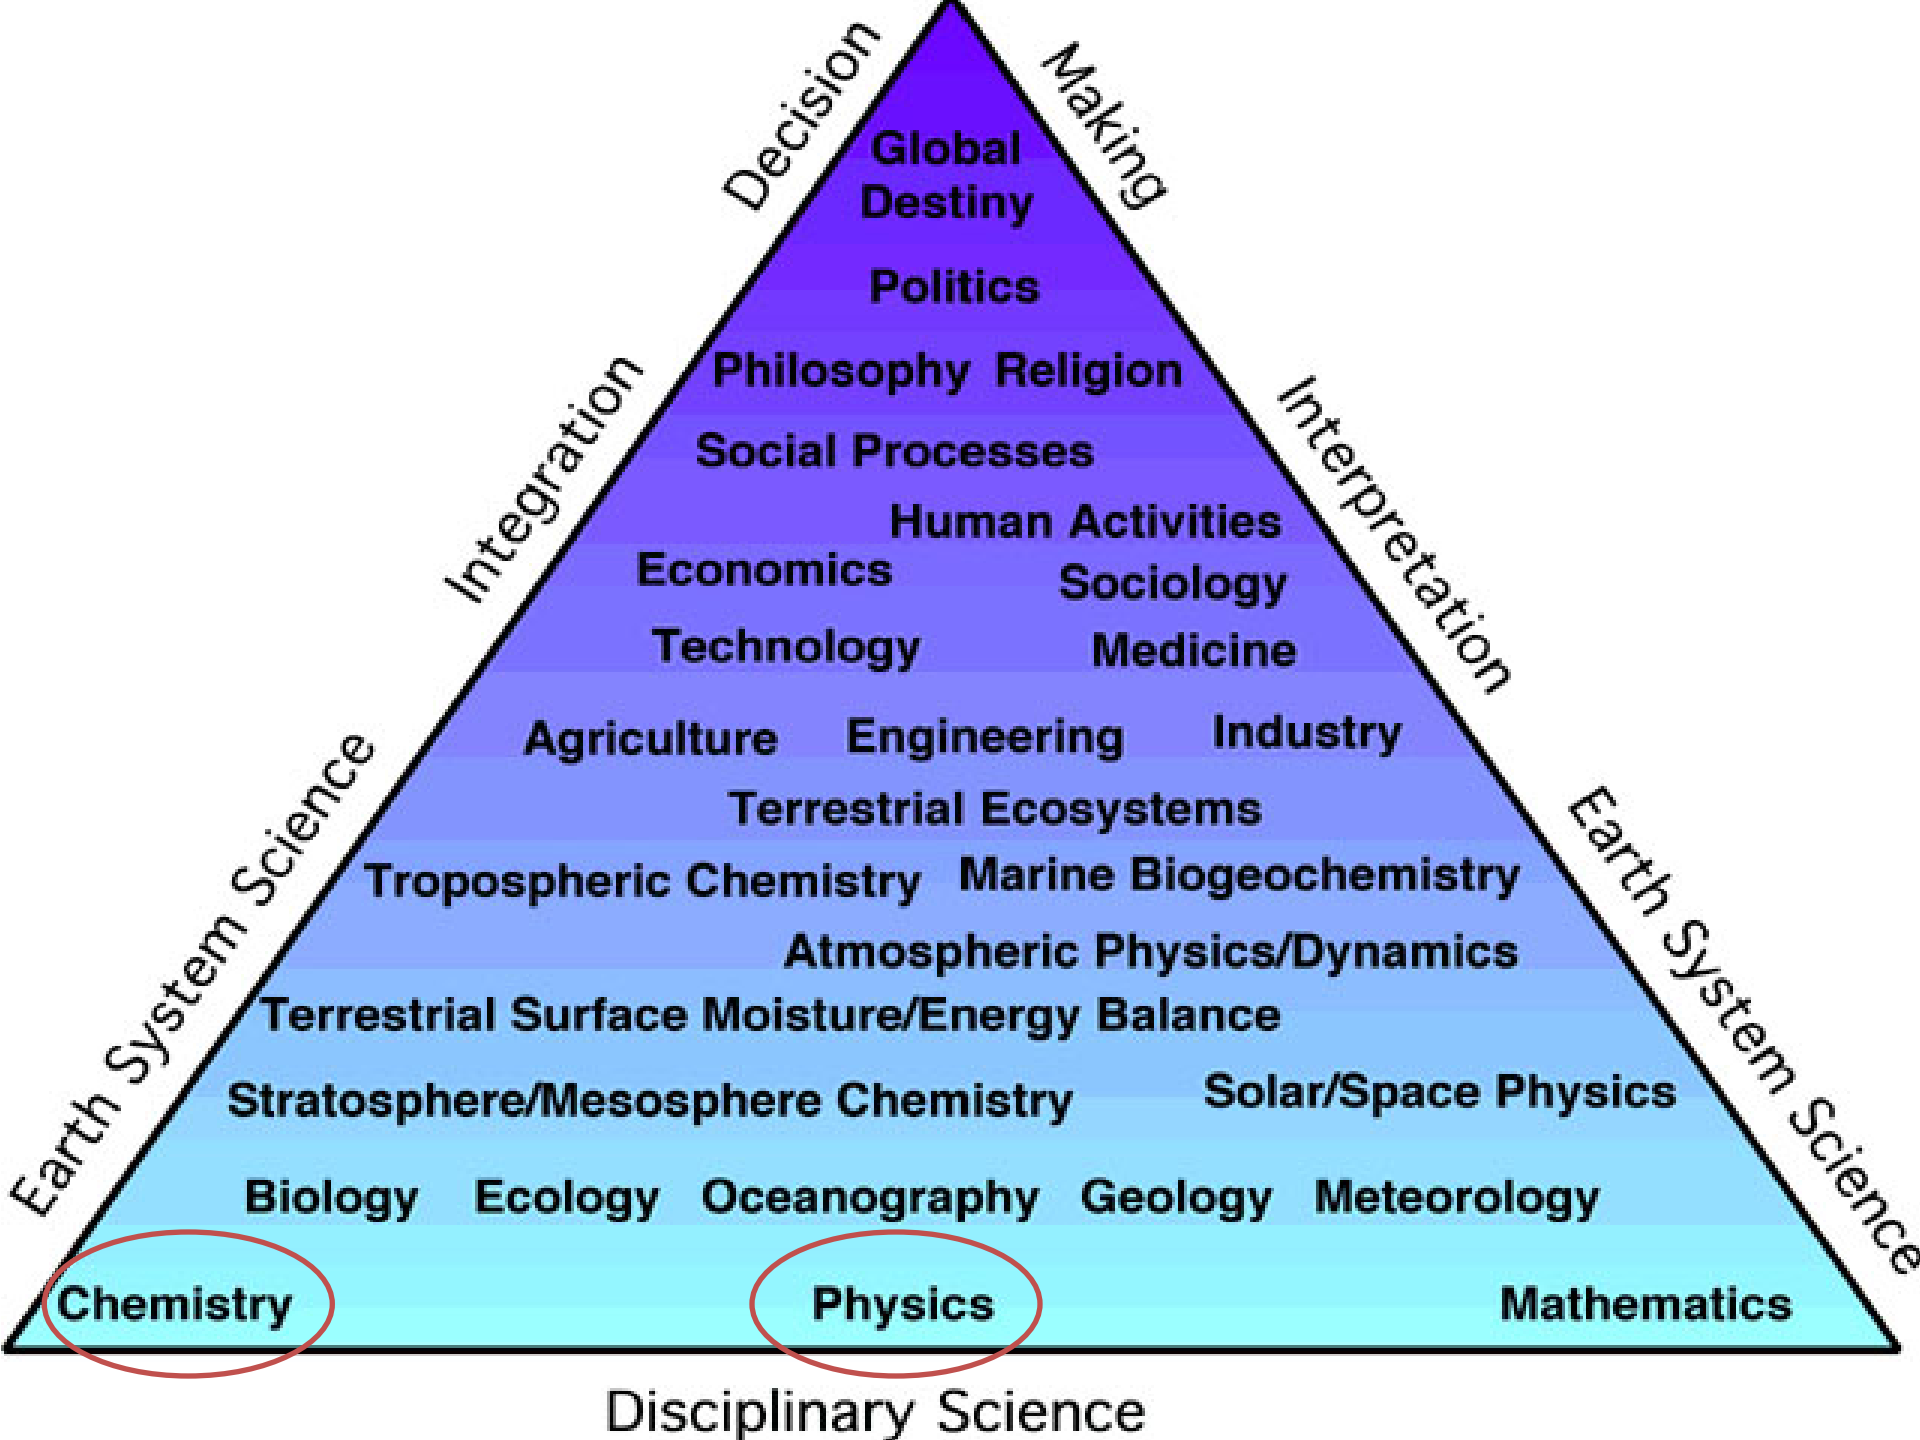 Decision
Making
Global
Destiny
Politics
Philosophy Religion
Integration
Interpretation
Social Processes
Human Activities
Economics
Sociology
Technology
Medicine
Agriculture Engineering Industry
Earth System Science
Earth System Science
Terrestrial Ecosystems
Tropospheric Chemistry
Marine Biogeochemistry
Atmospheric Physics/Dynamics
Terrestrial Surface Moisture/Energy Balance
Stratosphere/Mesosphere Chemistry
Solar/Space Physics
Biology Ecology Oceanography Geology Meteorology
Chemistry Physics Mathematics
Disciplinary Science